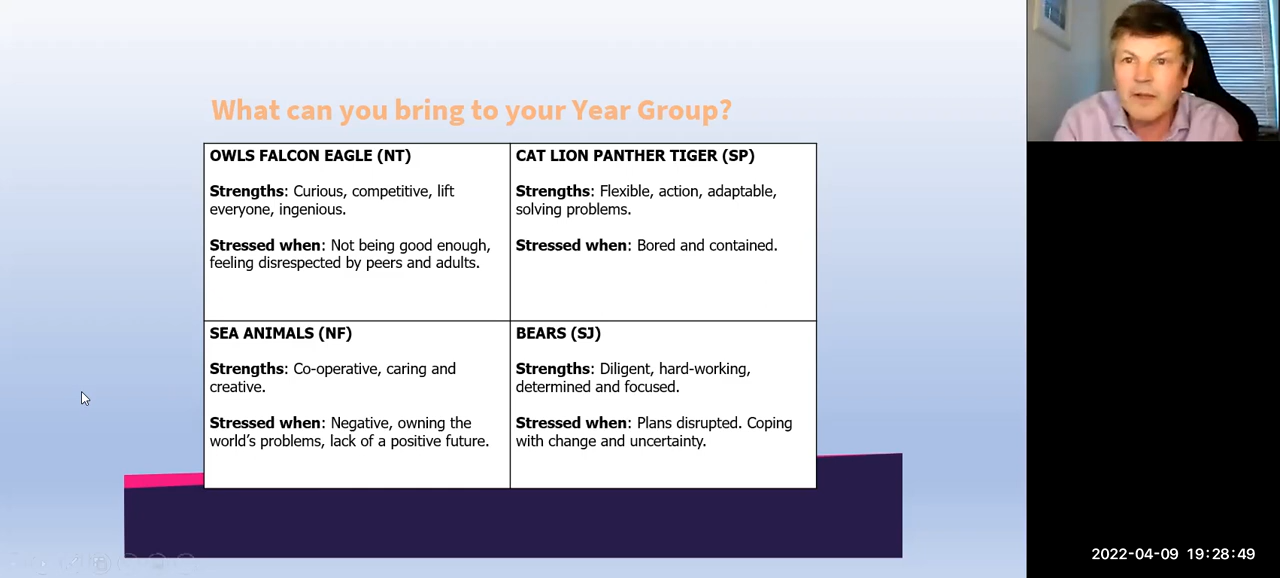 What can you bring to your Year Group?
OWLS FALCON EAGLE (NT)
Strengths: Curious, competitive, lift
everyone, ingenious.
Stressed when: Not being good enough,
feeling disrespected by peers and adults.
CAT LION PANTHER TIGER (SP)
Strengths: Flexible, action, adaptable,
solving problems.
Stressed when: Bored and contained.
SEA ANIMALS (NF)
Strengths: Co-operative, caring and
creative.
Stressed when: Negative, owning the
world's problems, lack of a positive future.
BEARS (SJ)
Strengths: Diligent, hard-working,
determined and focused.
Stressed when: Plans disrupted. Coping
with change and uncertainty.
2022-04-09 19:28:49